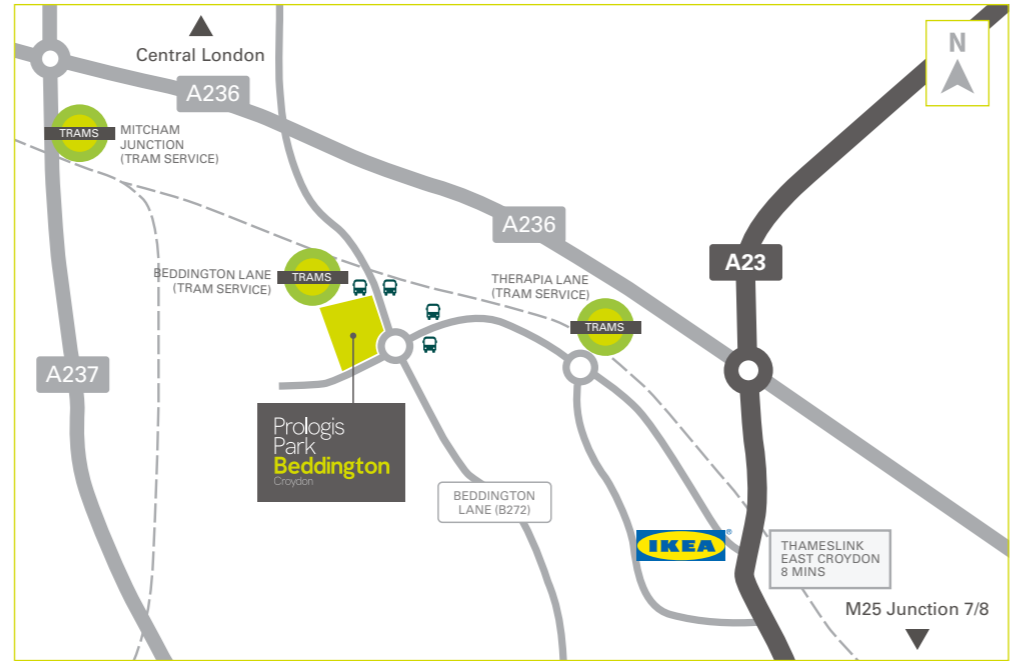 Central London
N
A236
TRAMS
MITCHAM
JUNCTION
(TRAM SERVICE)
A236
A23
BEDDINGTON LANE
(TRAM SERVICE)
TRAMS
THERAPIA LANE
(TRAM SERVICE)
TRAMS
A237
Prologis
Park
Beddington
Croydon
BEDDINGTON
LANE (B272)
IKEA®
THAMESLINK
EAST CROYDON
8 MINS
M25 Junction 7/8